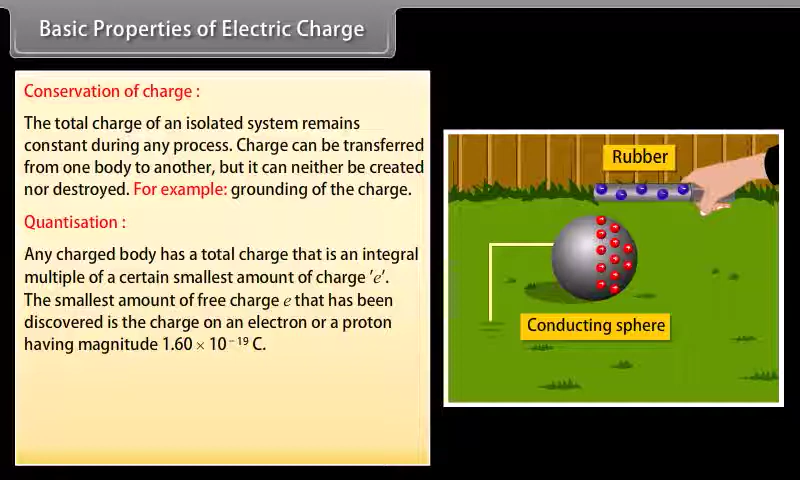 Basic Properties of Electric Charge
Conservation of charge :
The total charge of an isolated system remains
constant during any process. Charge can be transferred
from one body to another, but it can neither be created
nor destroyed. For example: grounding of the charge.
Quantisation :
Any charged body has a total charge that is an integral
multiple of a certain smallest amount of charge 'e'.
The smallest amount of free charge e that has been
discovered is the charge on an electron or a proton
having magnitude 1.60 × 10⁻¹⁹ C.
Rubber
Conducting sphere